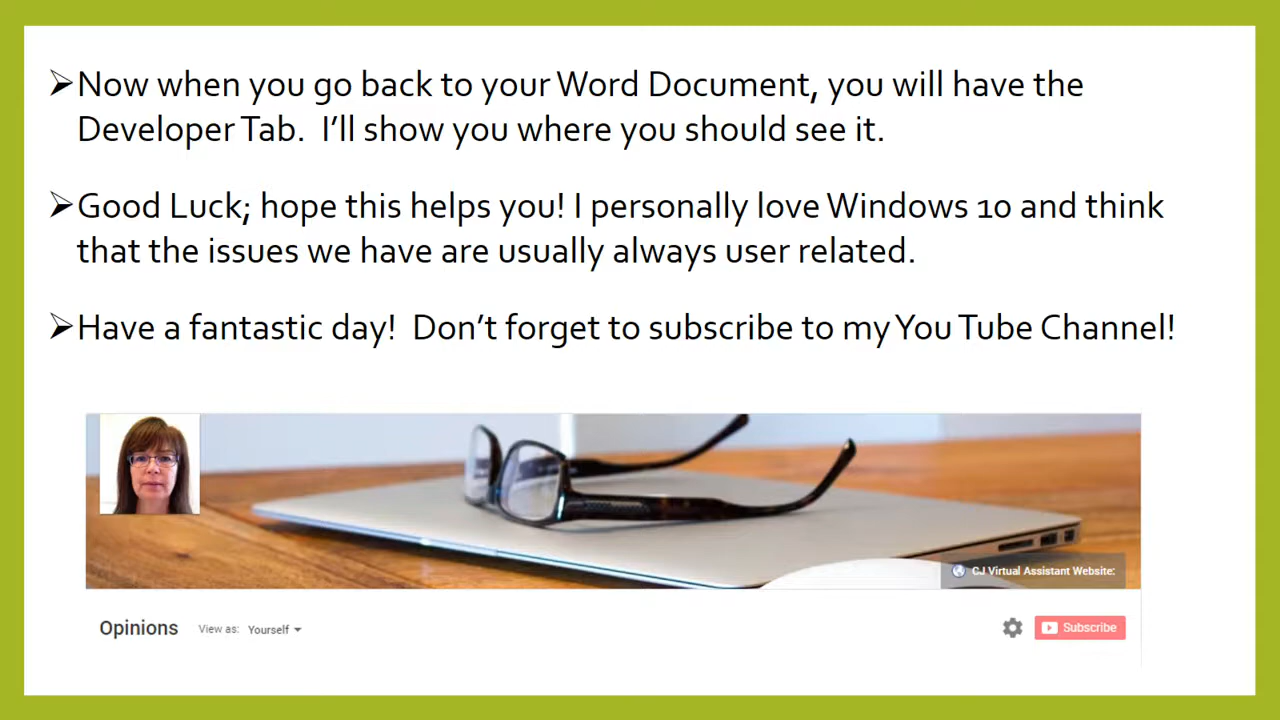 Now when you go back to your Word Document, you will have the
Developer Tab. I'll show you where you should see it.
Good Luck; hope this helps you! I personally love Windows 10 and think
that the issues we have are usually always user related.
Have a fantastic day! Don't forget to subscribe to my You Tube Channel!
CJ Virtual Assistant Website:
Opinions View as: Yourself Subscribe